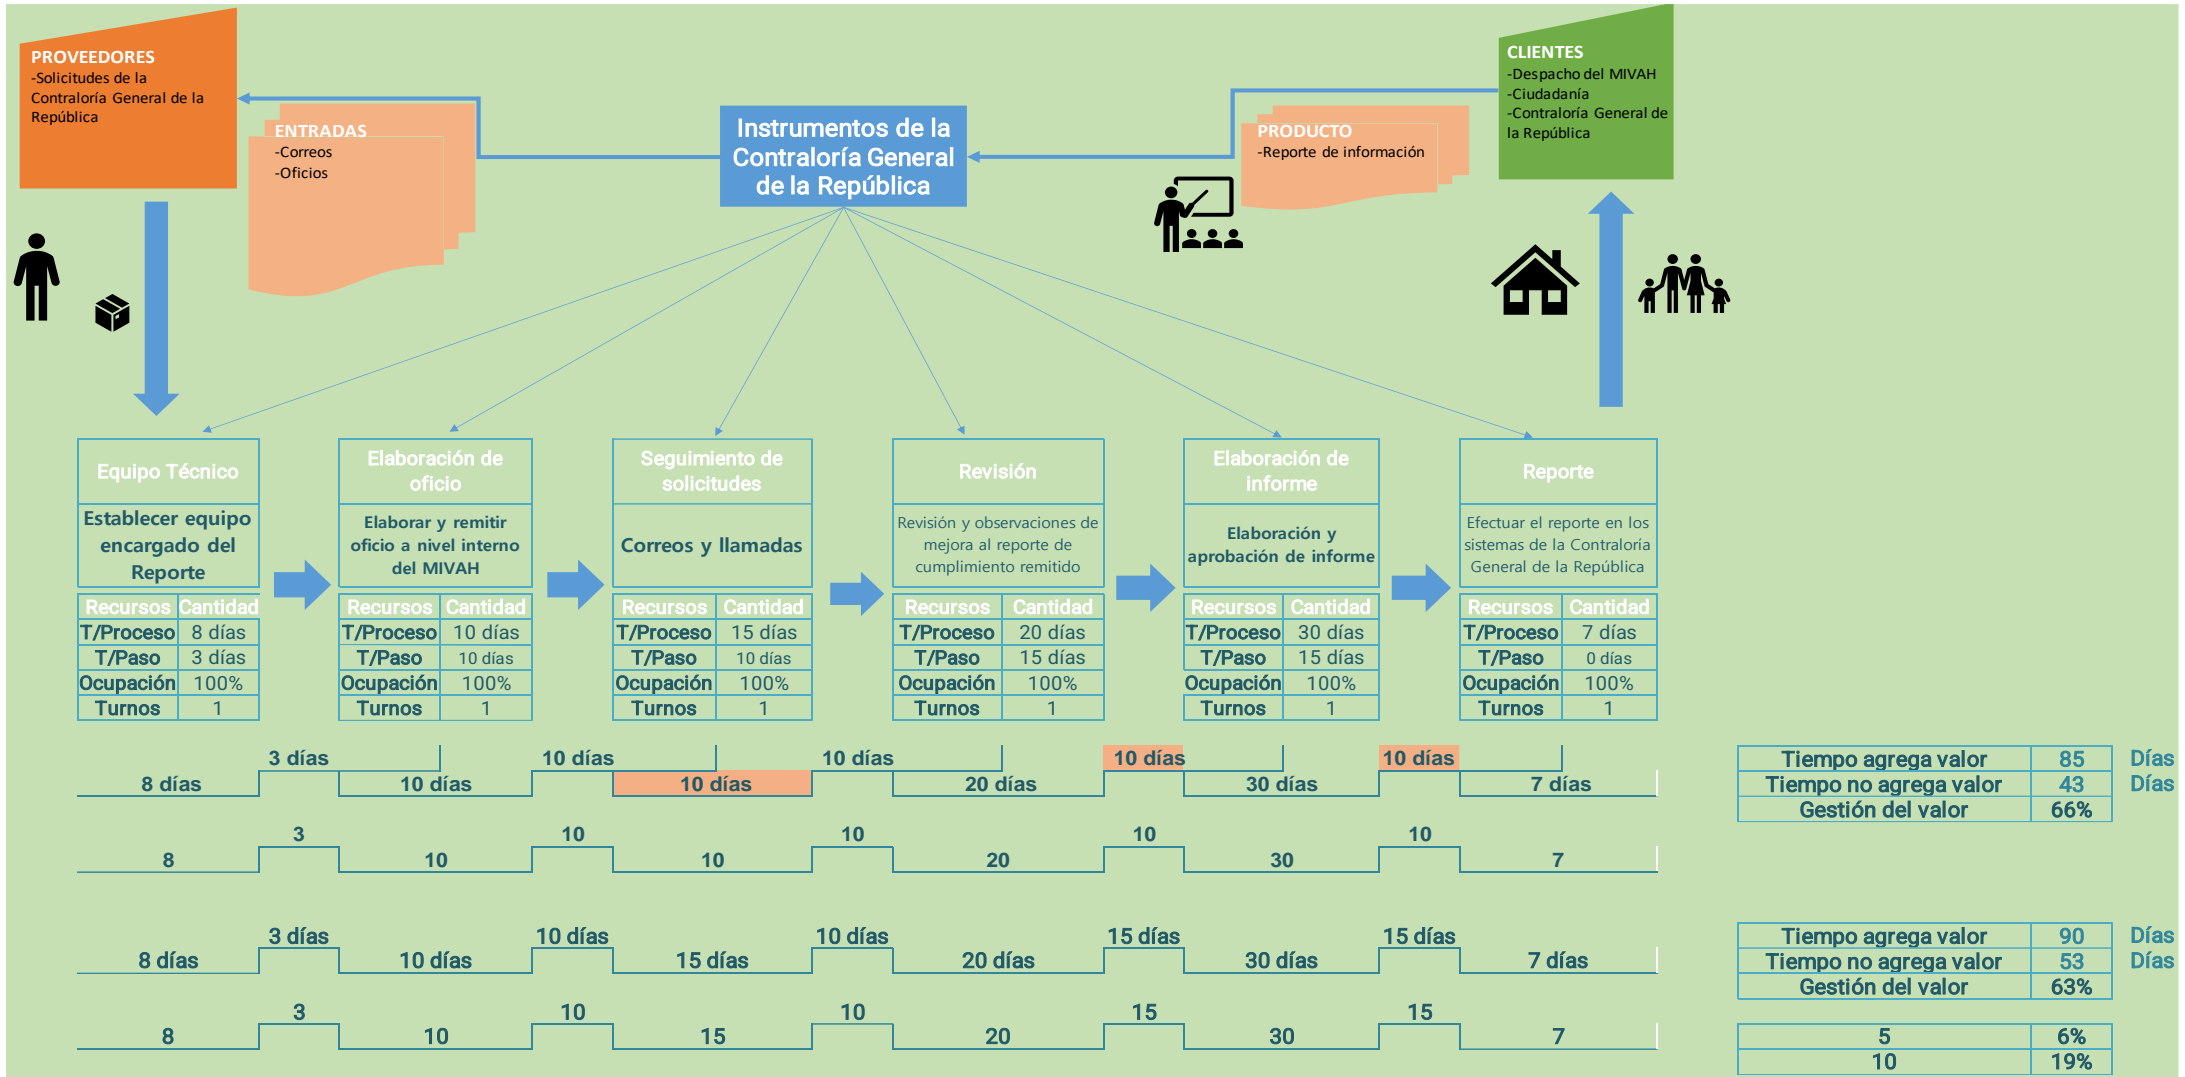 PROVEEDORES
-Solicitudes de la
Contraloría General de la
República
ENTRADAS
-Correos
-Oficios
Instrumentos de la
Contraloría General
de la República
PRODUCTO
-Reporte de información
CLIENTES
-Despacho del MIVAH
-Ciudadanía
-Contraloría General de
la República
Equipo Técnico
Establecer equipo
encargado del
Reporte
Recursos Cantidad
T/Proceso 8 días
T/Paso 3 días
Ocupación 100%
Turnos 1
Elaboración de
oficio
Elaborar y remitir
oficio a nivel interno
del MIVAH
Recursos Cantidad
T/Proceso 10 días
T/Paso 10 días
Ocupación 100%
Turnos 1
Seguimiento de
solicitudes
Correos y llamadas
Recursos Cantidad
T/Proceso 15 días
T/Paso 10 días
Ocupación 100%
Turnos 1
Revisión
Revisión y observaciones de
mejora al reporte de
cumplimiento remitido
Recursos Cantidad
T/Proceso 20 días
T/Paso 15 días
Ocupación 100%
Turnos 1
Elaboración de
informe
Elaboración y
aprobación de informe
Recursos Cantidad
T/Proceso 30 días
T/Paso 15 días
Ocupación 100%
Turnos 1
Reporte
Efectuar el reporte en los
sistemas de la Contraloría
General de la República
Recursos Cantidad
T/Proceso 7 días
T/Paso 0 días
Ocupación 100%
Turnos 1
3 días 10 días 10 días 10 días 10 días
8 días 10 días 10 días 20 días 30 días 7 días
Tiempo agrega valor 85 Días
Tiempo no agrega valor 43 Días
Gestión del valor 66%
3 10 10 10 10
8 10 10 20 30 7
3 días 10 días 10 días 15 días 15 días
8 días 10 días 15 días 20 días 30 días 7 días
Tiempo agrega valor 90 Días
Tiempo no agrega valor 53 Días
Gestión del valor 63%
3 10 10 15 15
8 10 15 20 30 7
5 6%
10 19%